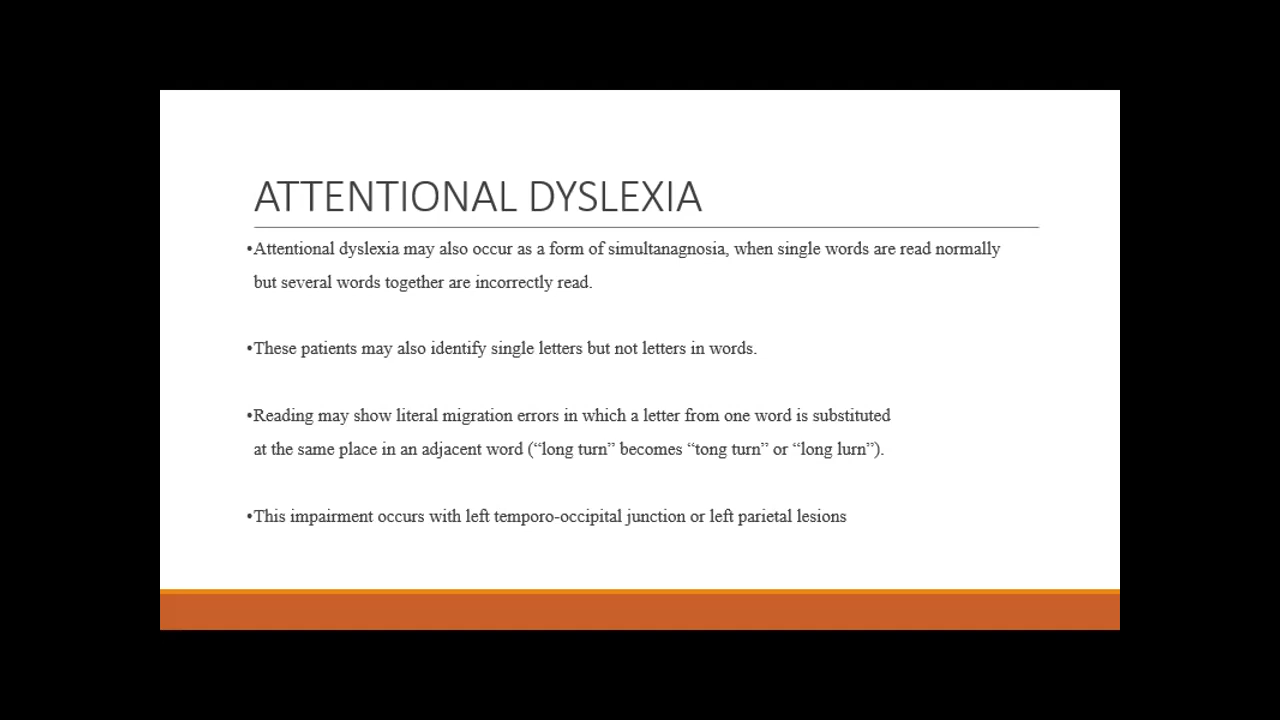 ATTENTIONAL DYSLEXIA
•Attentional dyslexia may also occur as a form of simultanagnosia, when single words are read normally
but several words together are incorrectly read.
•These patients may also identify single letters but not letters in words.
•Reading may show literal migration errors in which a letter from one word is substituted
at the same place in an adjacent word (“long turn” becomes “tong turn” or “long lurn”).
•This impairment occurs with left temporo-occipital junction or left parietal lesions